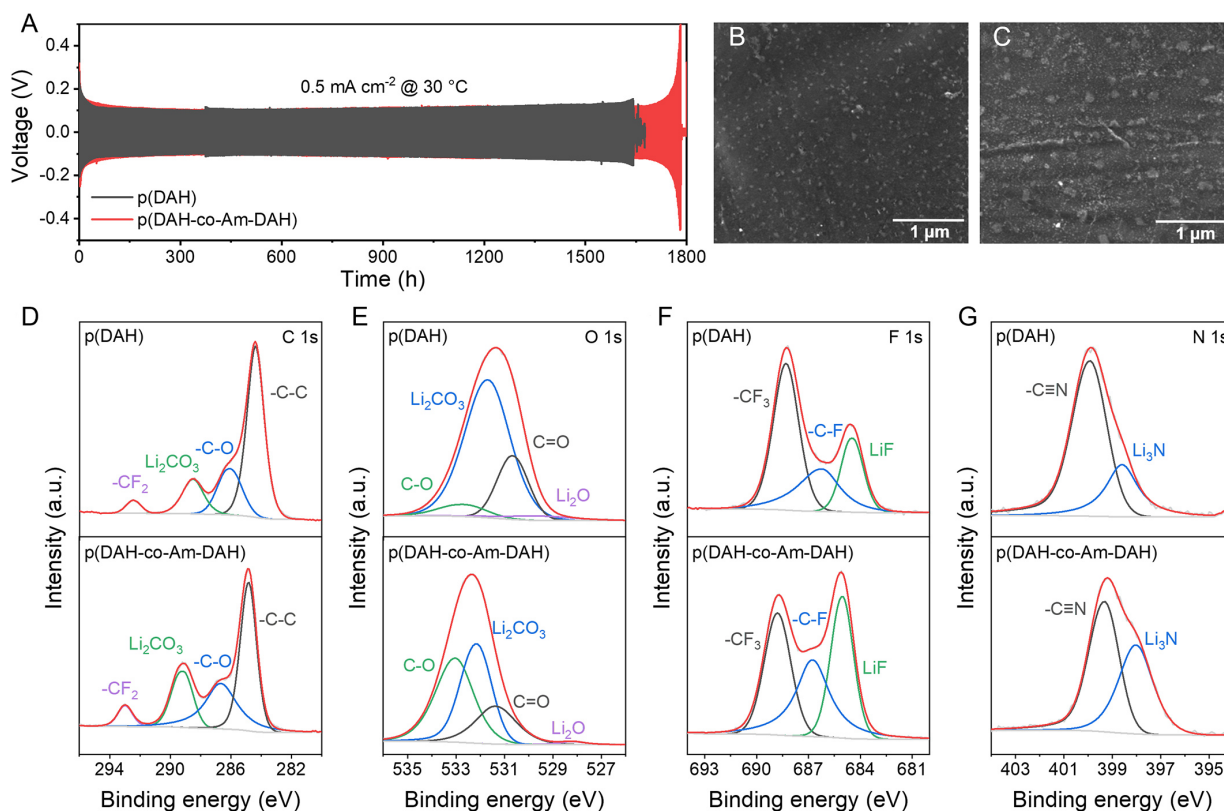 A
Voltage (V)
0.4
0.2
0.0
-0.2
-0.4
0.5 mA cm⁻² @ 30 °C
p(DAH)
p(DAH-co-Am-DAH)
0 300 600 900 1200 1500 1800
Time (h)
B
1 µm
C
1 µm
D
p(DAH) C 1s
-C-C
-C-O
Li₂CO₃
-CF₂
p(DAH-co-Am-DAH)
-C-C
Li₂CO₃
-C-O
-CF₂
Intensity (a.u.)
Intensity (a.u.)
294 290 286 282
Binding energy (eV)
E
p(DAH) O 1s
Li₂CO₃
C=O
C-O
Li₂O
p(DAH-co-Am-DAH)
Li₂CO₃
C-O
C=O
Li₂O
Intensity (a.u.)
Intensity (a.u.)
535 533 531 529 527
Binding energy (eV)
F
p(DAH) F 1s
-CF₃
-C-F
LiF
p(DAH-co-Am-DAH)
-C-F
-CF₃
LiF
Intensity (a.u.)
Intensity (a.u.)
693 690 687 684 681
Binding energy (eV)
G
p(DAH) N 1s
-C≡N
Li₃N
p(DAH-co-Am-DAH)
-C≡N
Li₃N
Intensity (a.u.)
Intensity (a.u.)
403 401 399 397 395
Binding energy (eV)